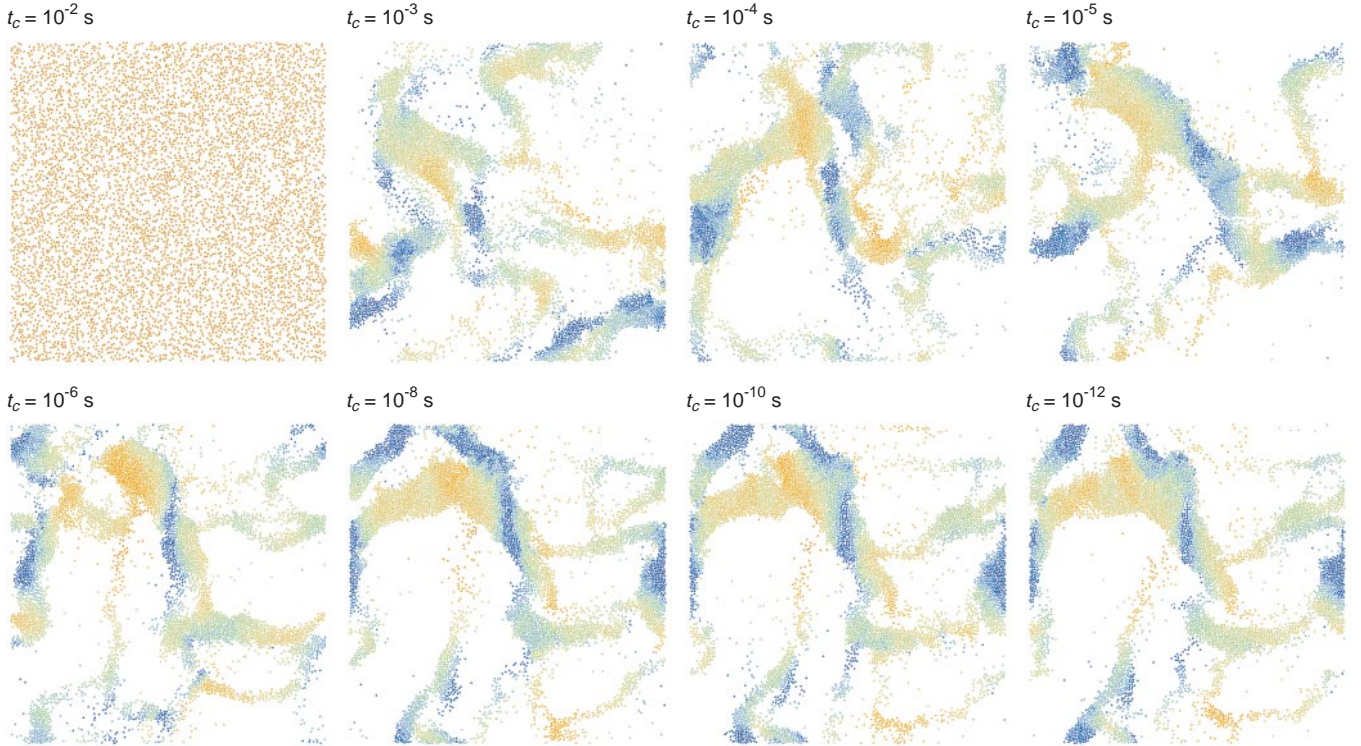 t_c = 10^-2 s
t_c = 10^-3 s
t_c = 10^-4 s
t_c = 10^-5 s
t_c = 10^-6 s
t_c = 10^-8 s
t_c = 10^-10 s
t_c = 10^-12 s